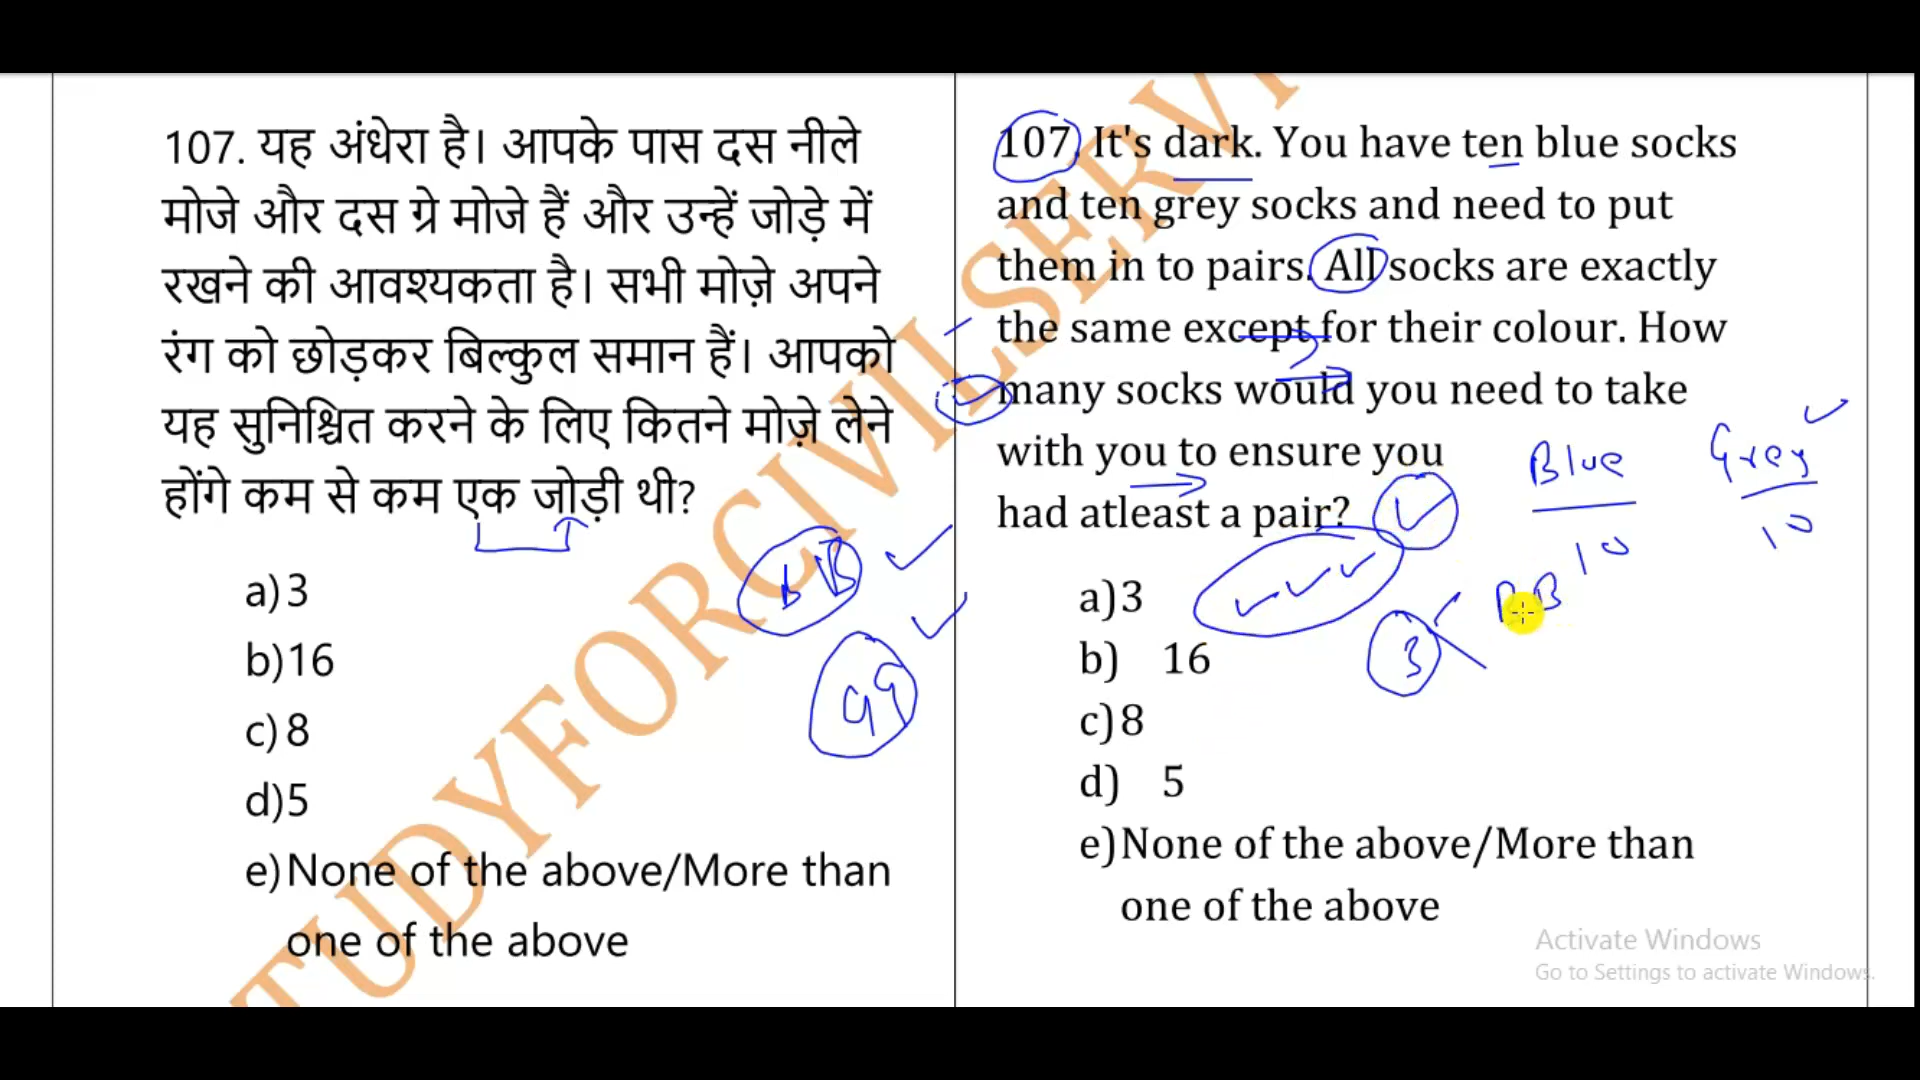 107. यह अंधेरा है। आपके पास दस नीले
मोजे और दस ग्रे मोजे हैं और उन्हें जोड़े में
रखने की आवश्यकता है। सभी मोज़े अपने
रंग को छोड़कर बिल्कुल समान हैं। आपको
यह सुनिश्चित करने के लिए कितने मोज़े लेने
होंगे कम से कम एक जोड़ी थी?
a)3
b)16
c)8
d)5
e)None of the above/More than
one of the above
BB
GG
107. It's dark. You have ten blue socks
and ten grey socks and need to put
them in to pairs. All socks are exactly
the same except for their colour. How
many socks would you need to take
with you to ensure you
had atleast a pair?
a)3
b) 16
c)8
d) 5
e)None of the above/More than
one of the above
Blue Grey
10 10
3
STUDYFORCIVILSERVI
Activate Windows
Go to Settings to activate Windows.